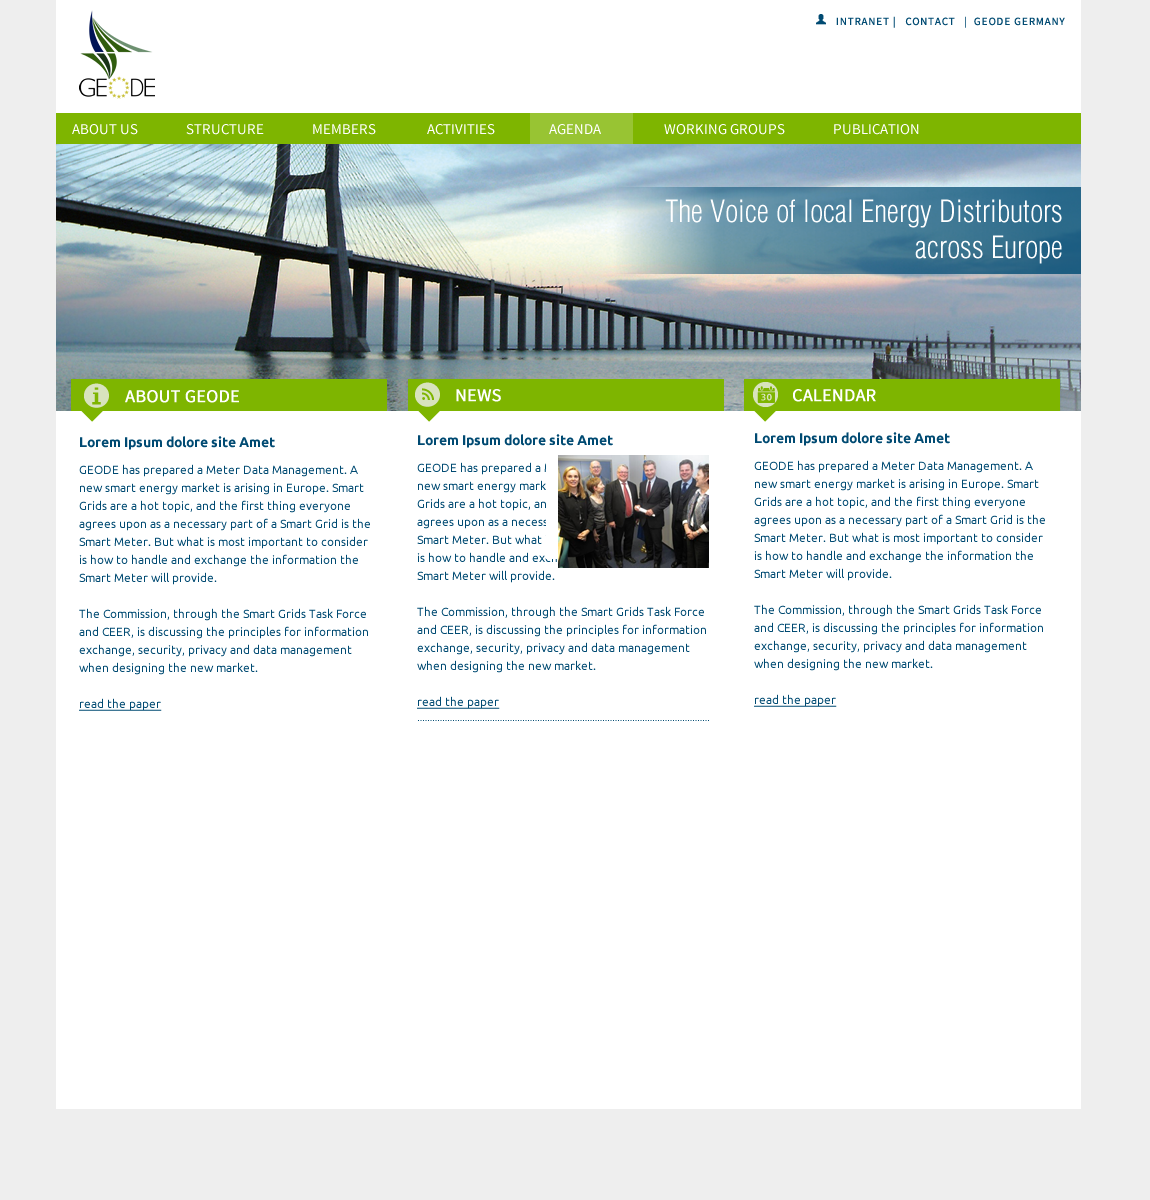 INTRANET | CONTACT | GEODE GERMANY
GEODE
ABOUT US STRUCTURE MEMBERS ACTIVITIES AGENDA WORKING GROUPS PUBLICATION
The Voice of local Energy Distributors
across Europe
ABOUT GEODE
Lorem Ipsum dolore site Amet
GEODE has prepared a Meter Data Management. A
new smart energy market is arising in Europe. Smart
Grids are a hot topic, and the first thing everyone
agrees upon as a necessary part of a Smart Grid is the
Smart Meter. But what is most important to consider
is how to handle and exchange the information the
Smart Meter will provide.
The Commission, through the Smart Grids Task Force
and CEER, is discussing the principles for information
exchange, security, privacy and data management
when designing the new market.
read the paper
NEWS
Lorem Ipsum dolore site Amet
GEODE has prepared a
new smart energy mark
Grids are a hot topic, an
agrees upon as a necess
Smart Meter. But what
is how to handle and exch
Smart Meter will provide.
The Commission, through the Smart Grids Task Force
and CEER, is discussing the principles for information
exchange, security, privacy and data management
when designing the new market.
read the paper
30
CALENDAR
Lorem Ipsum dolore site Amet
GEODE has prepared a Meter Data Management. A
new smart energy market is arising in Europe. Smart
Grids are a hot topic, and the first thing everyone
agrees upon as a necessary part of a Smart Grid is the
Smart Meter. But what is most important to consider
is how to handle and exchange the information the
Smart Meter will provide.
The Commission, through the Smart Grids Task Force
and CEER, is discussing the principles for information
exchange, security, privacy and data management
when designing the new market.
read the paper